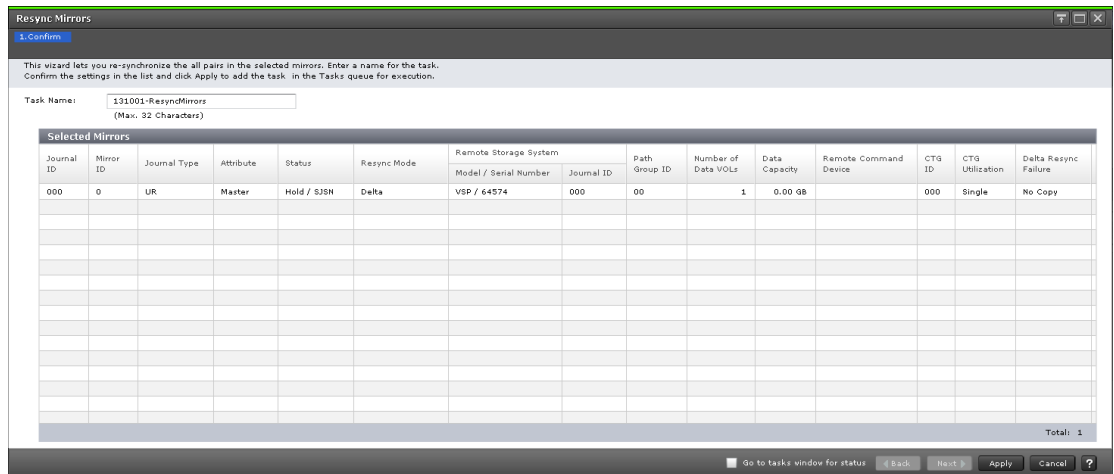 Resync Mirrors
1.Confirm
This wizard lets you re-synchronize the all pairs in the selected mirrors. Enter a name for the task.
Confirm the settings in the list and click Apply to add the task in the Tasks queue for execution.
Task Name: 131001-ResyncMirrors
(Max. 32 Characters)
Selected Mirrors
Journal ID Mirror ID Journal Type Attribute Status Resync Mode Remote Storage System Model / Serial Number Journal ID Path Group ID Number of Data VOLs Data Capacity Remote Command Device CTG ID CTG Utilization Delta Resync Failure
000 0 UR Master Hold / SJSN Delta VSP / 64574 000 00 1 0.00 GB 000 Single No Copy
Total: 1
Go to tasks window for status Back Next Apply Cancel ?